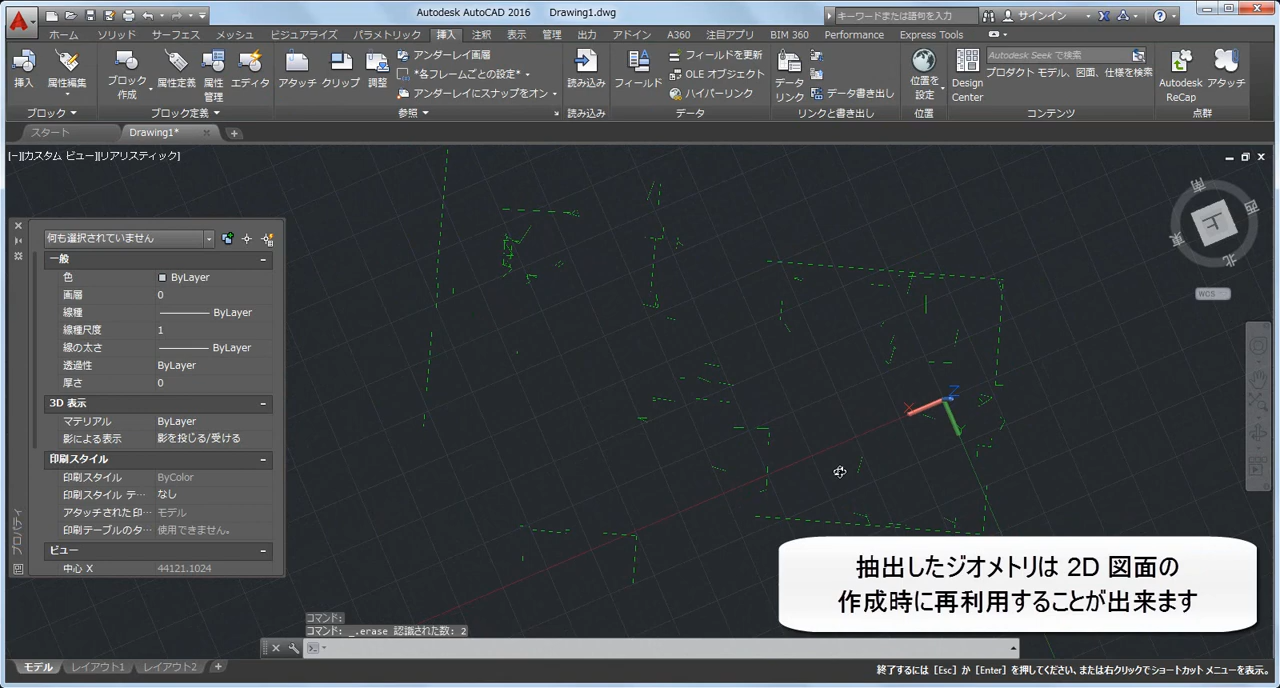 Autodesk AutoCAD 2016 Drawing1.dwg
キーワードまたは語句を入力
サインイン
ホーム ソリッド サーフェス メッシュ ビジュアライズ パラメトリック 挿入 注釈 表示 管理 出力 アドイン A360 注目アプリ BIM 360 Performance Express Tools
挿入
属性編集
ブロック
作成
属性定義
属性
管理
エディタ
アタッチ
クリップ
調整
アンダーレイ画層
*各フレームごとの設定*
アンダーレイにスナップをオン
読み込み
フィールド
フィールドを更新
OLE オブジェクト
ハイパーリンク
データ
リンク
データ書き出し
位置を
設定
Design
Center
Autodesk Seek で検索
プロダクト モデル、図面、仕様を検索
Autodesk
ReCap
アタッチ
ブロック ブロック定義 参照 読み込み データ リンクと書き出し 位置 コンテンツ 点群
スタート Drawing1*
[−][カスタム ビュー][リアリスティック]
南
西
下
東
北
WCS
何も選択されていません
一般
色 ByLayer
画層 0
線種 ByLayer
線種尺度 1
線の太さ ByLayer
透過性 ByLayer
厚さ 0
3D 表示
マテリアル ByLayer
影による表示 影を投じる/受ける
印刷スタイル
印刷スタイル ByColor
印刷スタイル テ… なし
アタッチされた印… モデル
印刷テーブルのタ… 使用できません。
ビュー
中心 X 44121.1024
プロパティ
X
Z
抽出したジオメトリは 2D 図面の
作成時に再利用することが出来ます
コマンド:
コマンド: _.erase 認識された数: 2
モデル レイアウト1 レイアウト2
終了するには [Esc] か [Enter] を押してください、または右クリックでショートカット メニューを表示。